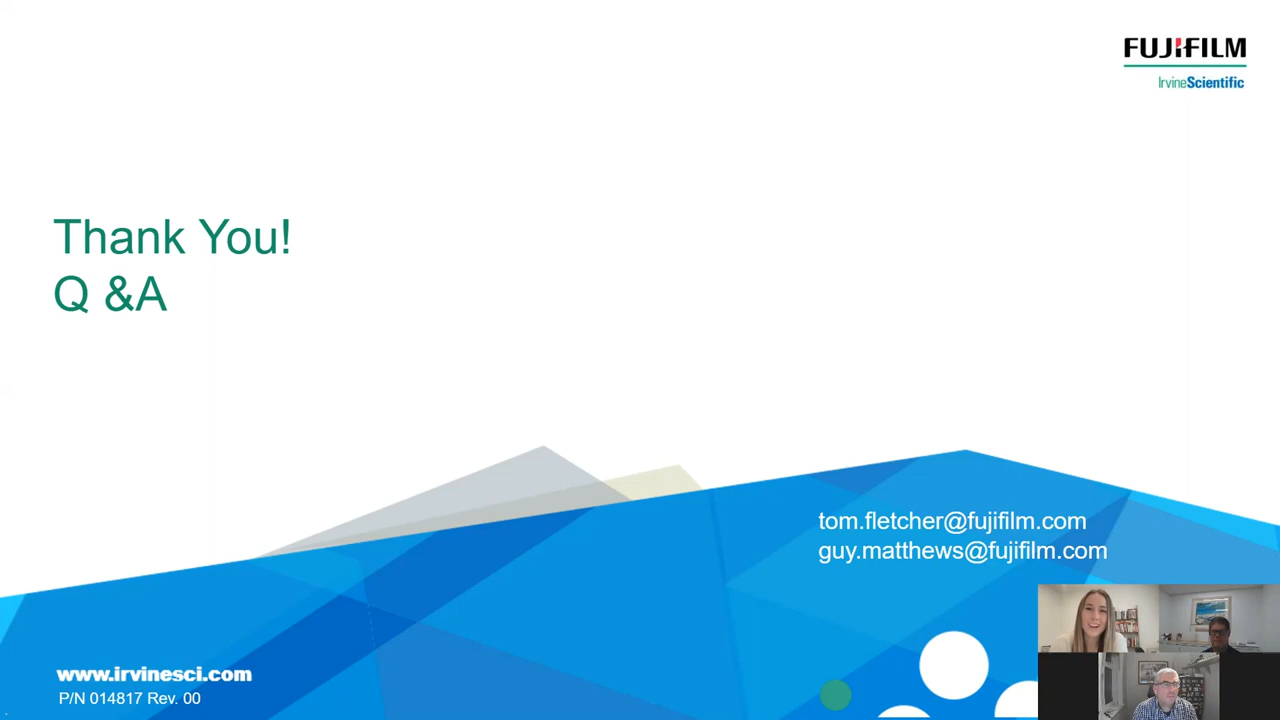 FUJIFILM
IrvineScientific
Thank You!
Q &A
tom.fletcher@fujifilm.com
guy.matthews@fujifilm.com
www.irvinesci.com
P/N 014817 Rev. 00